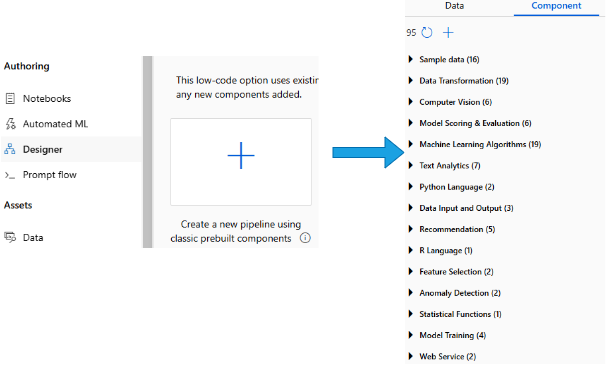 Authoring
Notebooks
Automated ML
Designer
Prompt flow
Assets
Data
This low-code option uses existin
any new components added.
Create a new pipeline using
classic prebuilt components
Data
Component
95
Sample data (16)
Data Transformation (19)
Computer Vision (6)
Model Scoring & Evaluation (6)
Machine Learning Algorithms (19)
Text Analytics (7)
Python Language (2)
Data Input and Output (3)
Recommendation (5)
R Language (1)
Feature Selection (2)
Anomaly Detection (2)
Statistical Functions (1)
Model Training (4)
Web Service (2)